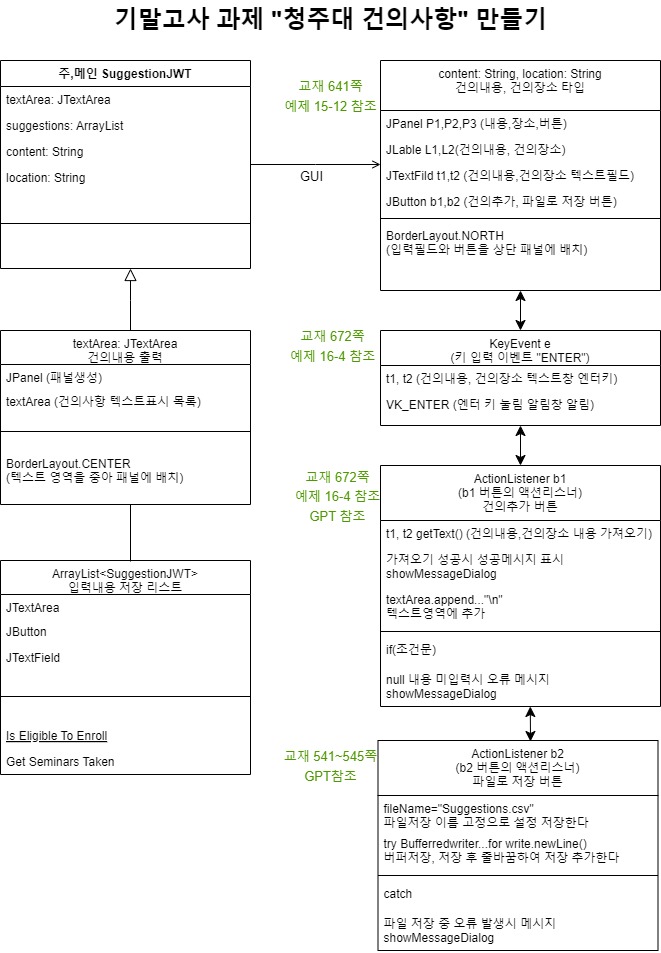 기말고사 과제 "청주대 건의사항" 만들기
주,메인 SuggestionJWT
textArea: JTextArea
suggestions: ArrayList
content: String
location: String
GUI
교재 641쪽
예제 15-12 참조
content: String, location: String
건의내용, 건의장소 타입
JPanel P1,P2,P3 (내용,장소,버튼)
JLable L1,L2(건의내용, 건의장소)
JTextFild t1,t2 (건의내용,건의장소 텍스트필드)
JButton b1,b2 (건의추가, 파일로 저장 버튼)
BorderLayout.NORTH
(입력필드와 버튼을 상단 패널에 배치)
textArea: JTextArea
건의내용 출력
JPanel (패널생성)
textArea (건의사항 텍스트표시 목록)
BorderLayout.CENTER
(텍스트 영역을 중아 패널에 배치)
교재 672쪽
예제 16-4 참조
KeyEvent e
(키 입력 이벤트 "ENTER")
t1, t2 (건의내용, 건의장소 텍스트창 엔터키)
VK_ENTER (엔터 키 눌림 알림창 알림)
교재 672쪽
예제 16-4 참조
GPT 참조
ActionListener b1
(b1 버튼의 액션리스너)
건의추가 버튼
t1, t2 getText() (건의내용,건의장소 내용 가져오기)
가져오기 성공시 성공메시지 표시
showMessageDialog
textArea.append..."\n"
텍스트영역에 추가
if(조건문)
null 내용 미입력시 오류 메시지
showMessageDialog
ArrayList<SuggestionJWT>
입력내용 저장 리스트
JTextArea
JButton
JTextField
Is Eligible To Enroll
Get Seminars Taken
교재 541~545쪽
GPT참조
ActionListener b2
(b2 버튼의 액션리스너)
파일로 저장 버튼
fileName="Suggestions.csv"
파일저장 이름 고정으로 설정 저장한다
try Bufferredwriter...for write.newLine()
버퍼저장, 저장 후 줄바꿈하여 저장 추가한다
catch
파일 저장 중 오류 발생시 메시지
showMessageDialog